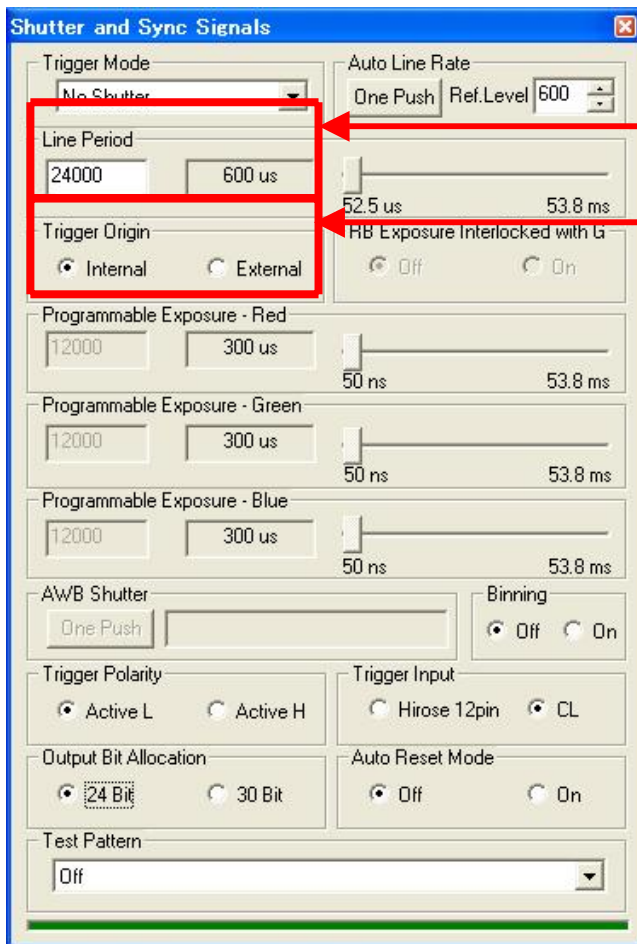 Shutter and Sync Signals
Trigger Mode
No Shutter
Auto Line Rate
One Push Ref.Level 600
Line Period
24000 600 us
52.5 us 53.8 ms
Trigger Origin
Internal External
RB Exposure Interlocked with G
Off On
Programmable Exposure - Red
12000 300 us
50 ns 53.8 ms
Programmable Exposure - Green
12000 300 us
50 ns 53.8 ms
Programmable Exposure - Blue
12000 300 us
50 ns 53.8 ms
AWB Shutter
One Push
Binning
Off On
Trigger Polarity
Active L Active H
Trigger Input
Hirose 12pin CL
Output Bit Allocation
24 Bit 30 Bit
Auto Reset Mode
Off On
Test Pattern
Off